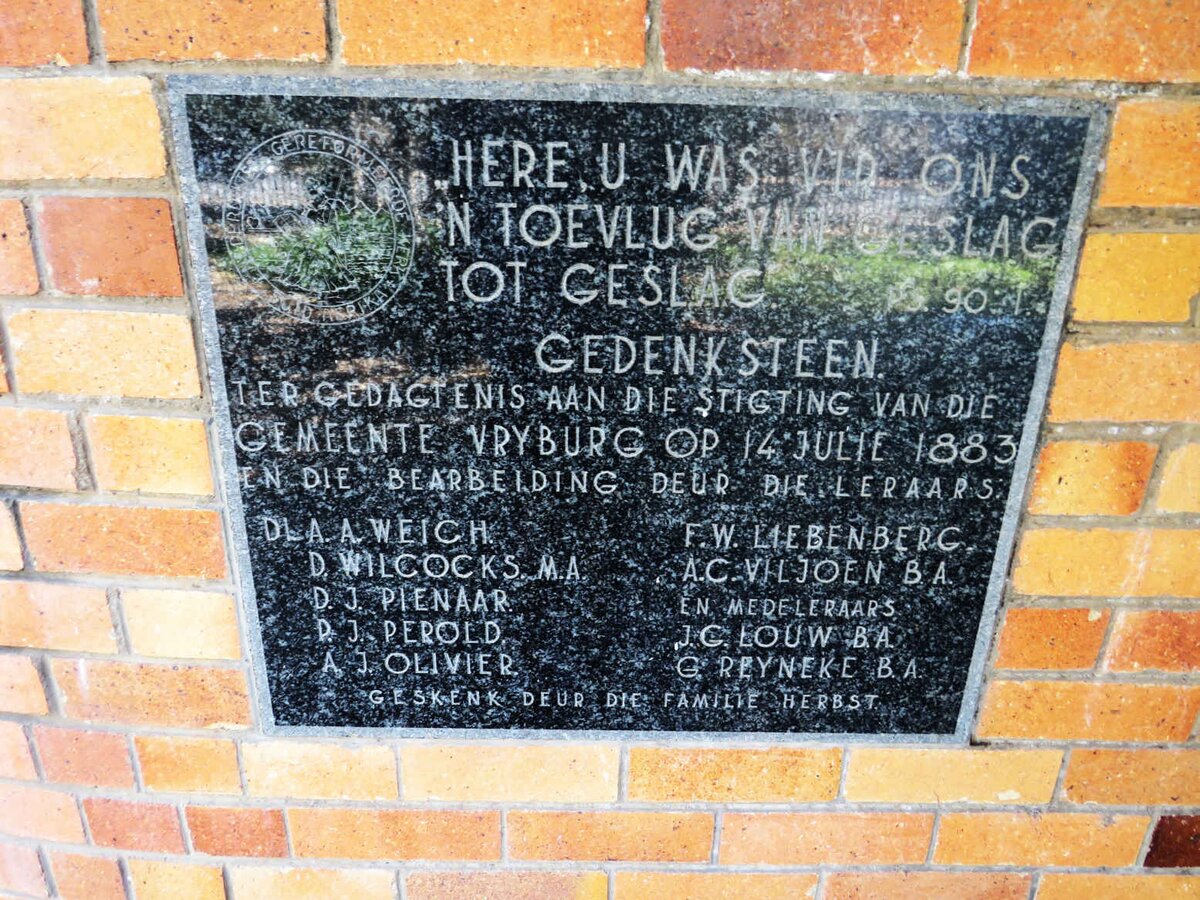 GEREFORMEERDE
„HERE, U WAS VIR ONS
'N TOEVLUG VAN GESLAG
TOT GESLAG PS. 90-1.
GEDENKSTEEN.
TER GEDAGTENIS AAN DIE STIGTING VAN DIE
GEMEENTE VRYBURG OP 14 JULIE 1883
EN DIE BEARBEIDING DEUR DIE LERAARS:
DS. A. A. WEICH. F. W. LIEBENBERG.
D. WILCOCKS. M.A. A. C. VILJOEN B.A.
D. J. PIENAAR EN MEDELERAARS
P. J. PEROLD. J. C. LOUW B.A.
A. J. OLIVIER. G. REYNEKE B.A.
GESKENK DEUR DIE FAMILIE HERBST.